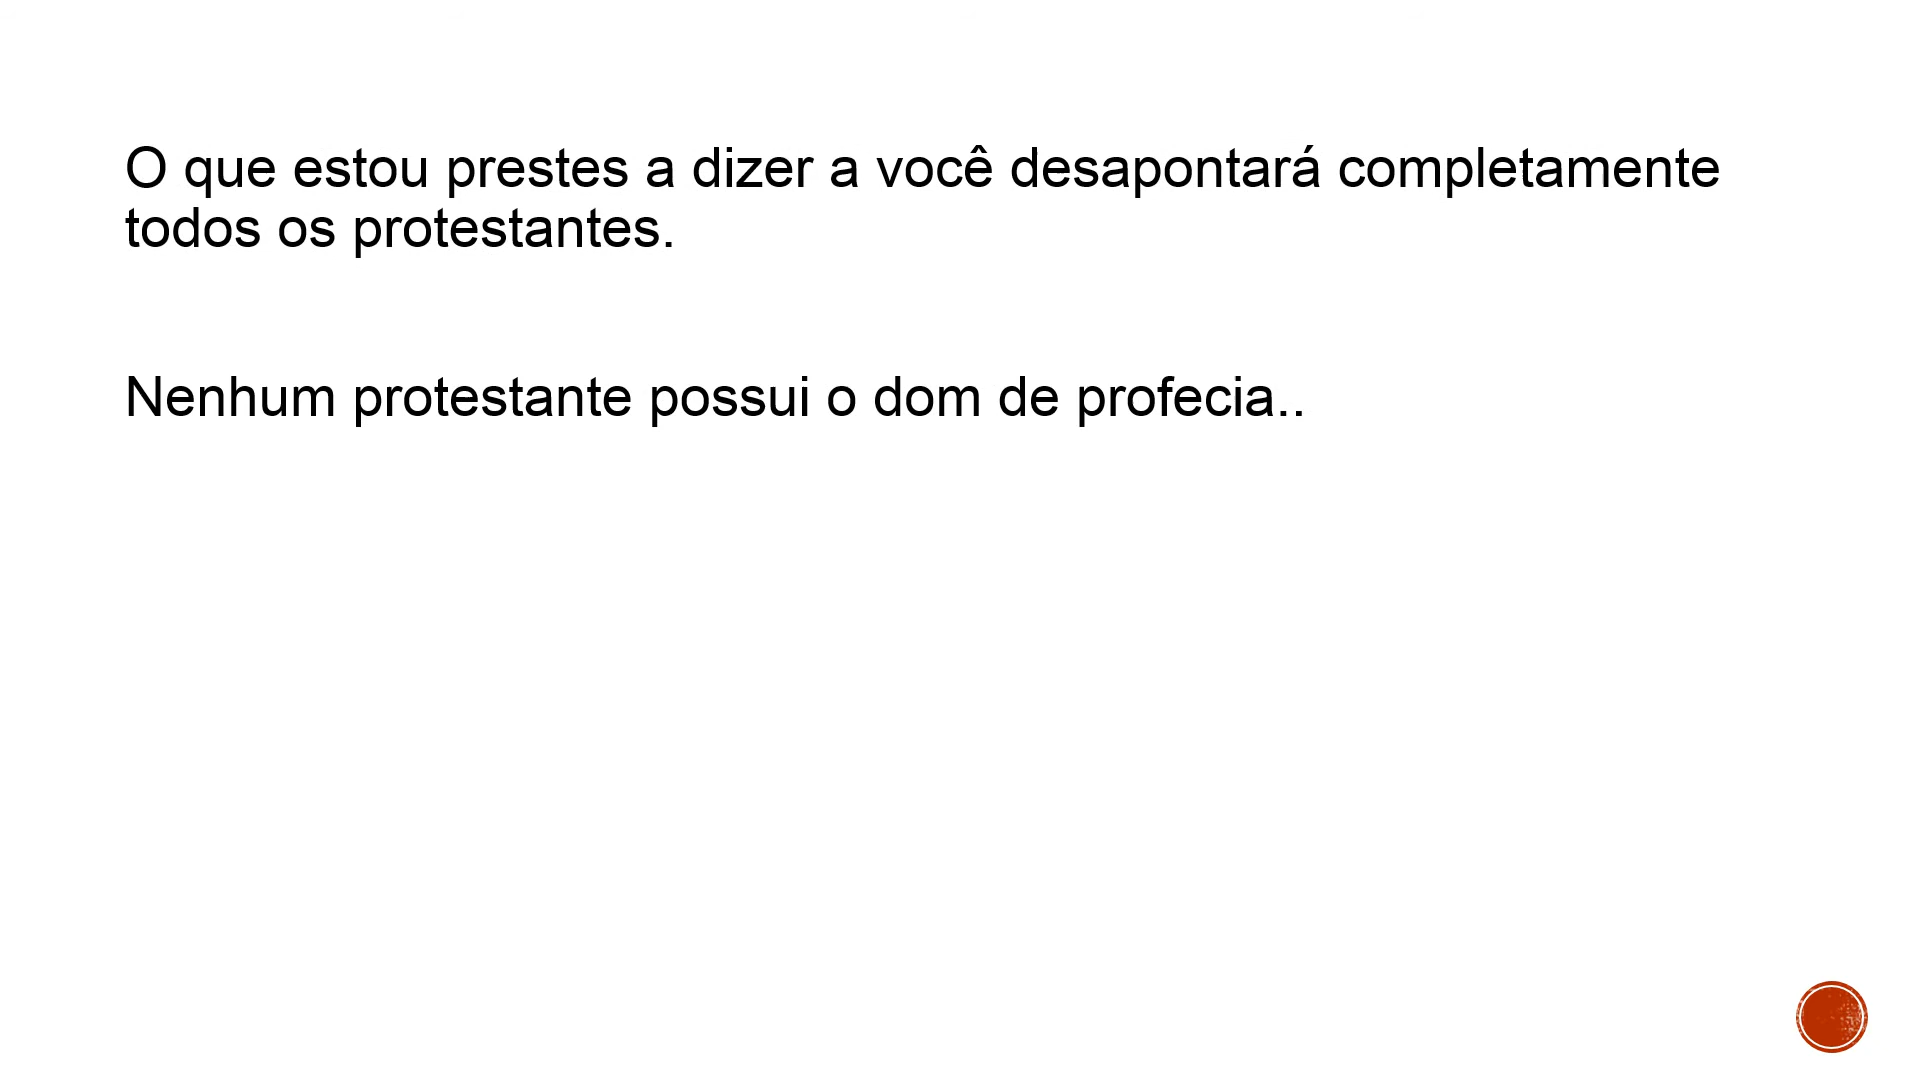 O que estou prestes a dizer a você desapontará completamente
todos os protestantes.
Nenhum protestante possui o dom de profecia..